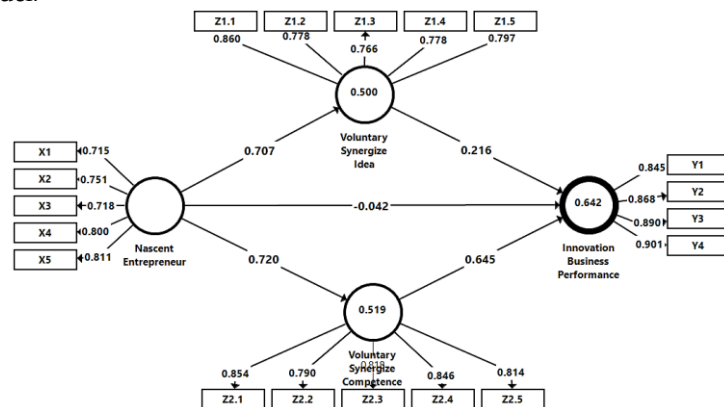 Z1.1 Z1.2 Z1.3 Z1.4 Z1.5
0.860 0.778 0.766 0.778 0.797
0.500
Voluntary
Synergize
Idea
X1 0.715
X2 0.751
X3 0.718
X4 0.800
X5 0.811
Nascent
Entrepreneur
0.707
0.216
-0.042
0.720
0.645
0.642
Innovation
Business
Performance
0.845 Y1
0.868 Y2
0.890 Y3
0.901 Y4
0.519
Voluntary
Synergize
Competence
0.854 0.790 0.846 0.814
Z2.1 Z2.2 Z2.3 Z2.4 Z2.5